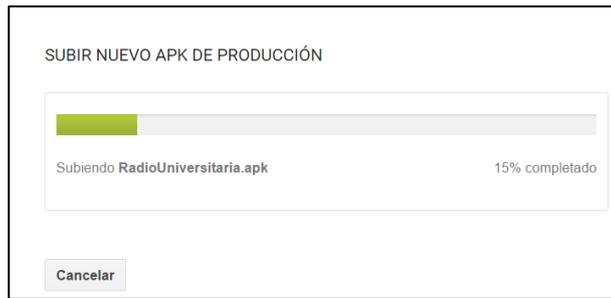 SUBIR NUEVO APK DE PRODUCCIÓN
Subiendo RadioUniversitaria.apk 15% completado
Cancelar